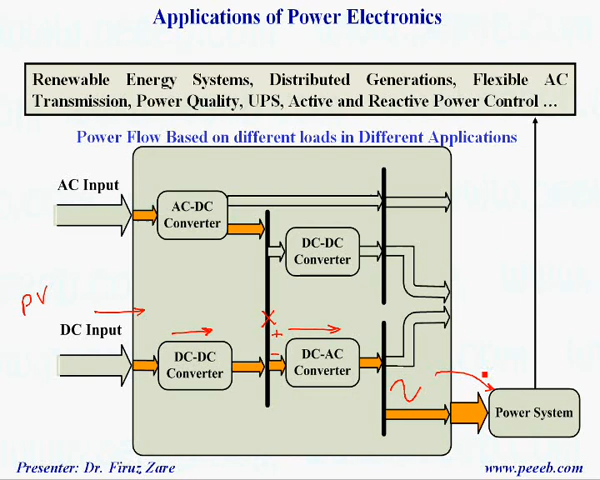 Applications of Power Electronics
Renewable Energy Systems, Distributed Generations, Flexible AC
Transmission, Power Quality, UPS, Active and Reactive Power Control ...
Power Flow Based on different loads in Different Applications
AC Input
AC-DC
Converter
DC-DC
Converter
PV
DC Input
+
-
DC-DC
Converter
DC-AC
Converter
Power System
Presenter: Dr. Firuz Zare
www.peeeb.com